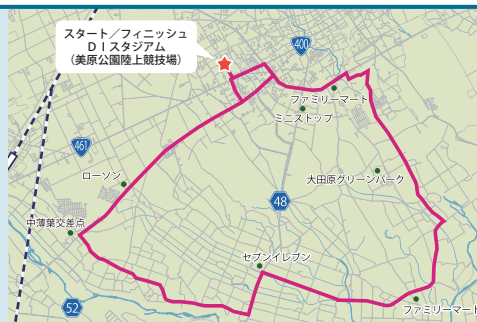 スタート／フィニッシュ
DIスタジアム
（美原公園陸上競技場）
400
ファミリーマート
ミニストップ
461
ローソン
大田原グリーンパーク
48
中薄葉交差点
セブンイレブン
52
ファミリーマート